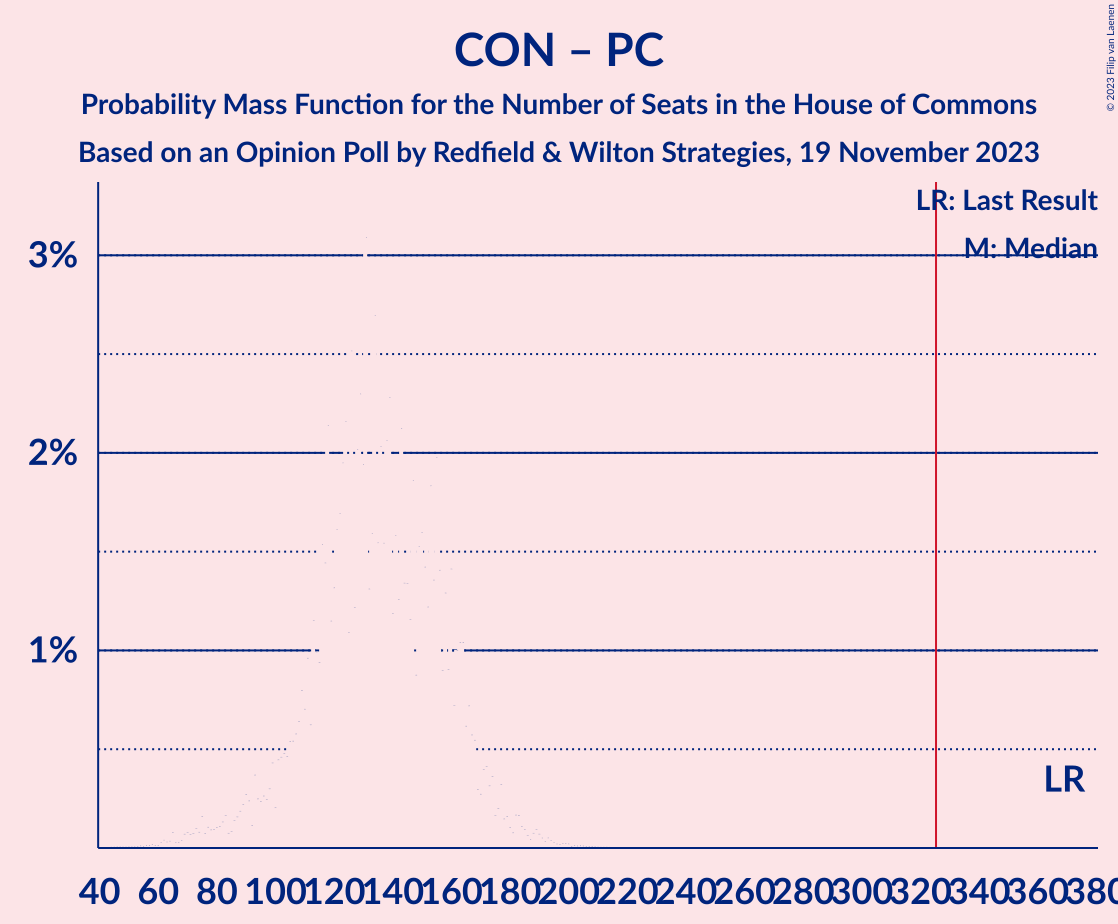 CON – PC
Probability Mass Function for the Number of Seats in the House of Commons
Based on an Opinion Poll by Redfield & Wilton Strategies, 19 November 2023
© 2023 Filip van Laenen
LR: Last Result
M: Median
3%
2%
1%
LR
40 60 80 100 120 140 160 180 200 220 240 260 280 300 320 340 360 380